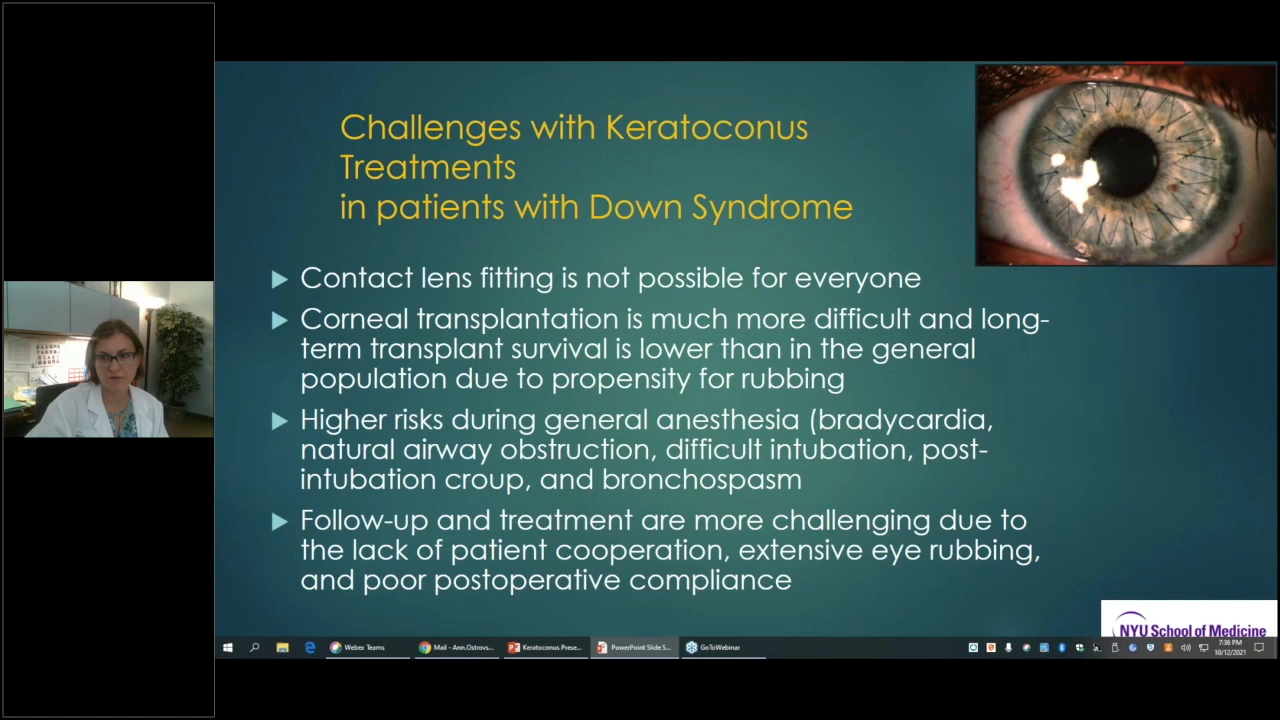 Challenges with Keratoconus
Treatments
in patients with Down Syndrome
Contact lens fitting is not possible for everyone
Corneal transplantation is much more difficult and long-
term transplant survival is lower than in the general
population due to propensity for rubbing
Higher risks during general anesthesia (bradycardia,
natural airway obstruction, difficult intubation, post-
intubation croup, and bronchospasm
Follow-up and treatment are more challenging due to
the lack of patient cooperation, extensive eye rubbing,
and poor postoperative compliance
NYU School of Medicine
Webex Teams
Mail - Ann.Ostrovs...
Keratoconus Prese...
PowerPoint Slide S...
GoToWebinar
7:36 PM
10/12/2021